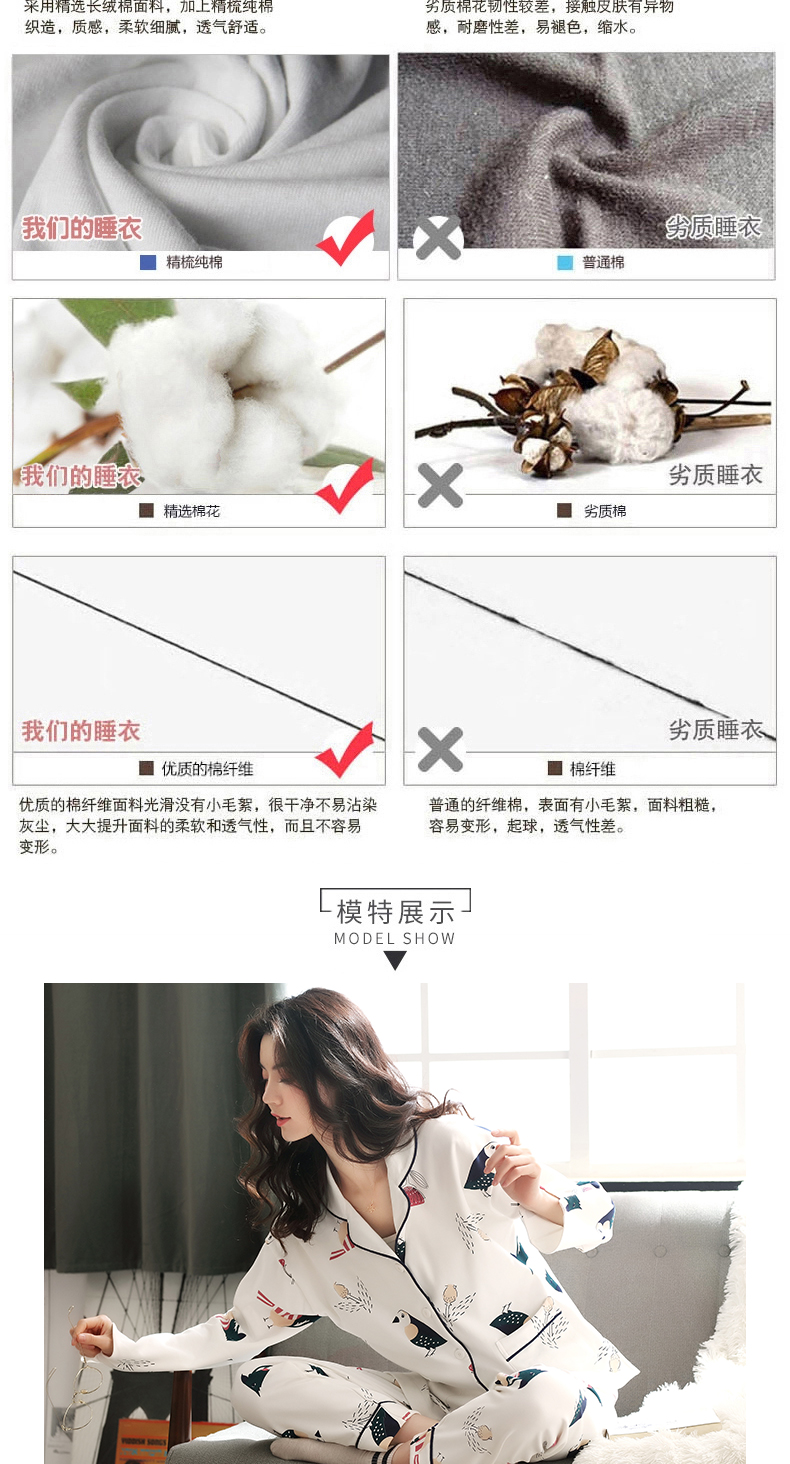 采用精选长绒棉面料，加上精梳纯棉
织造，质感，柔软细腻，透气舒适。
劣质棉花韧性较差，接触皮肤有异物
感，耐磨性差，易褪色，缩水。
我们的睡衣
精梳纯棉
劣质睡衣
普通棉
我们的睡衣
精选棉花
劣质睡衣
劣质棉
我们的睡衣
优质的棉纤维
劣质睡衣
棉纤维
优质的棉纤维面料光滑没有小毛絮，很干净不易沾染
灰尘，大大提升面料的柔软和透气性，而且不容易
变形。
普通的纤维棉，表面有小毛絮，面料粗糙，
容易变形，起球，透气性差。
模特展示
MODEL SHOW
YIDDISH SONGS